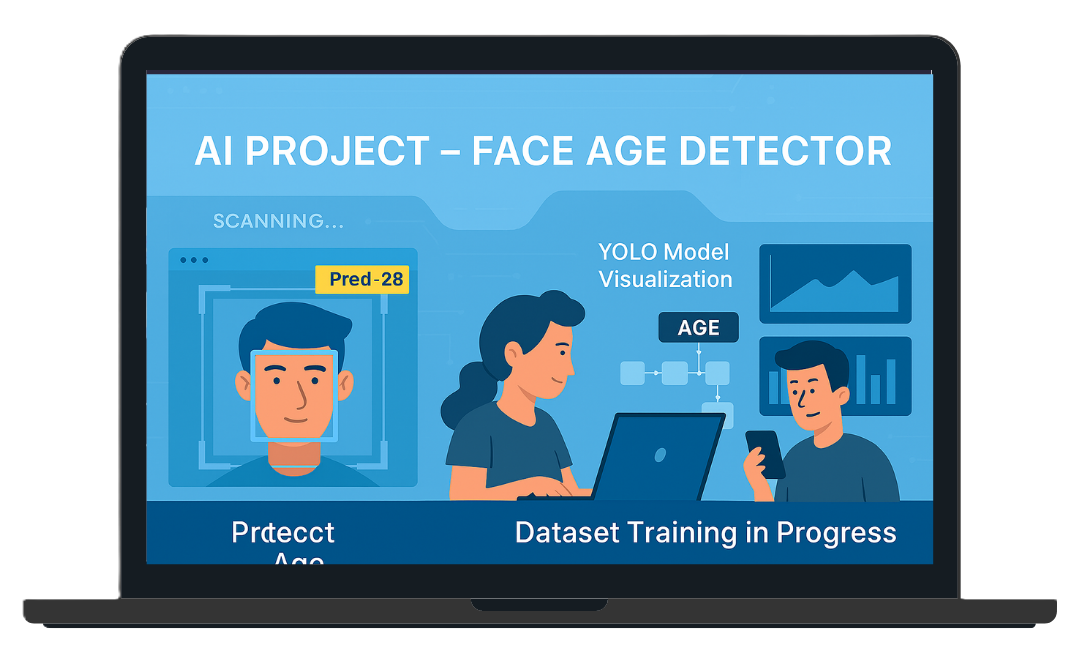 AI PROJECT – FACE AGE DETECTOR
SCANNING...
Pred-28
YOLO Model
Visualization
AGE
Prtecct
Age
Dataset Training in Progress